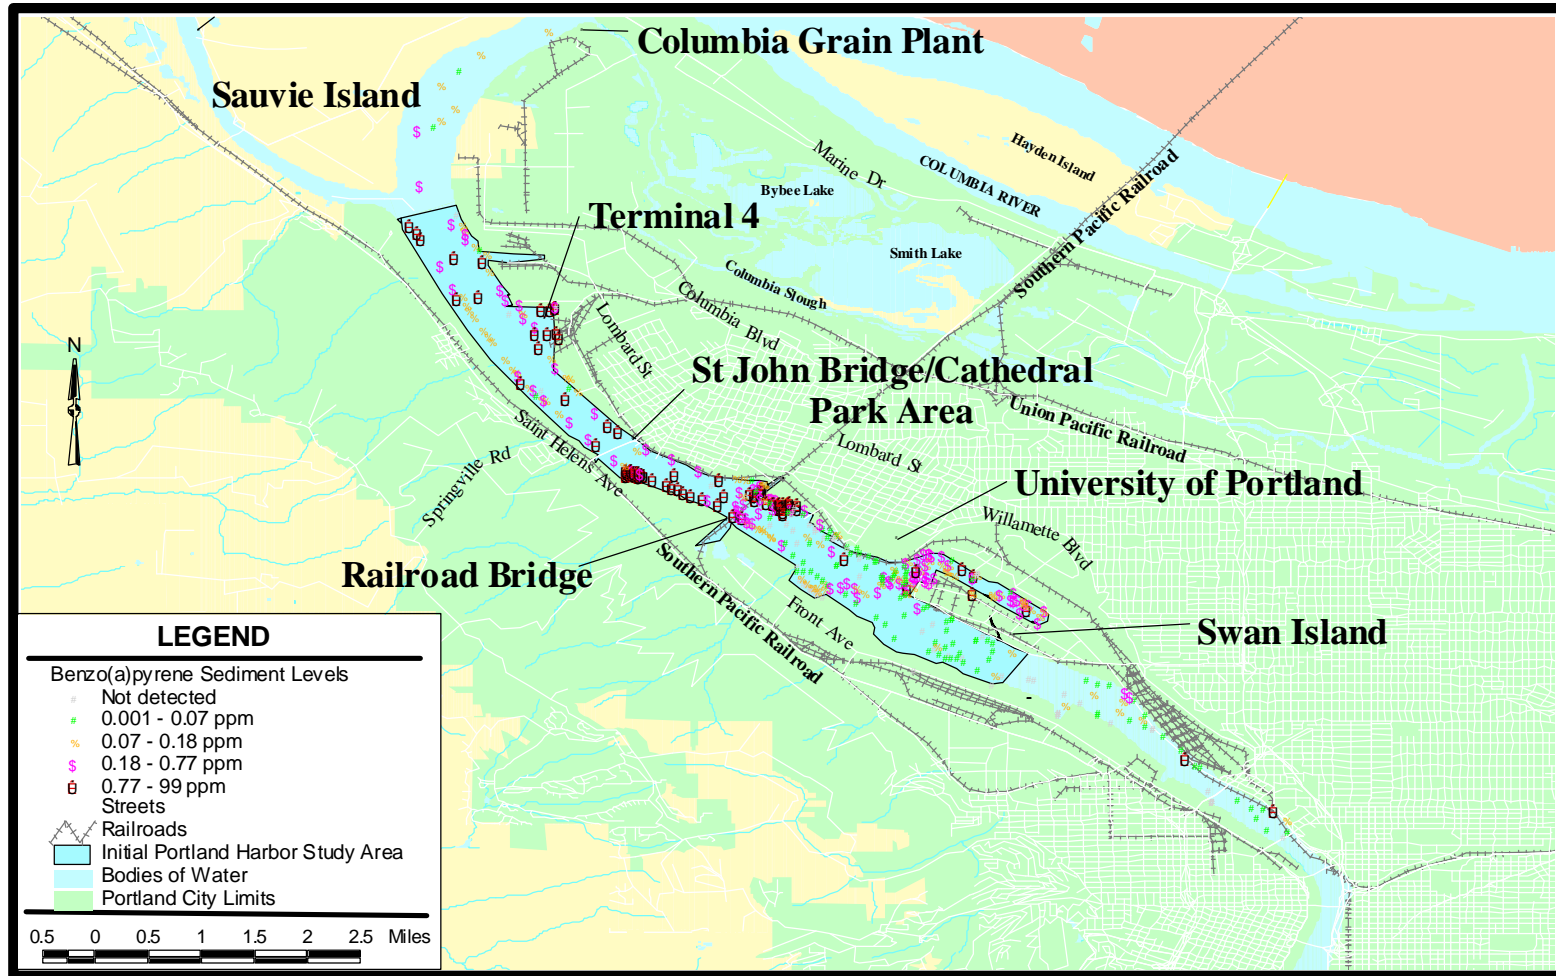 Columbia Grain Plant
Sauvie Island
Marine Dr
COLUMBIA RIVER
Hayden Island
Southern Pacific Railroad
Bybee Lake
Terminal 4
Smith Lake
Columbia Slough
Columbia Blvd
Lombard St
N
St John Bridge/Cathedral
Park Area
Union Pacific Railroad
Lombard St
Saint Helens Ave
Springville Rd
University of Portland
Willamette Blvd
Railroad Bridge
Southern Pacific Railroad
Front Ave
Swan Island
LEGEND
Benzo(a)pyrene Sediment Levels
# Not detected
# 0.001 - 0.07 ppm
% 0.07 - 0.18 ppm
$ 0.18 - 0.77 ppm
0.77 - 99 ppm
Streets
Railroads
Initial Portland Harbor Study Area
Bodies of Water
Portland City Limits
0.5 0 0.5 1 1.5 2 2.5 Miles